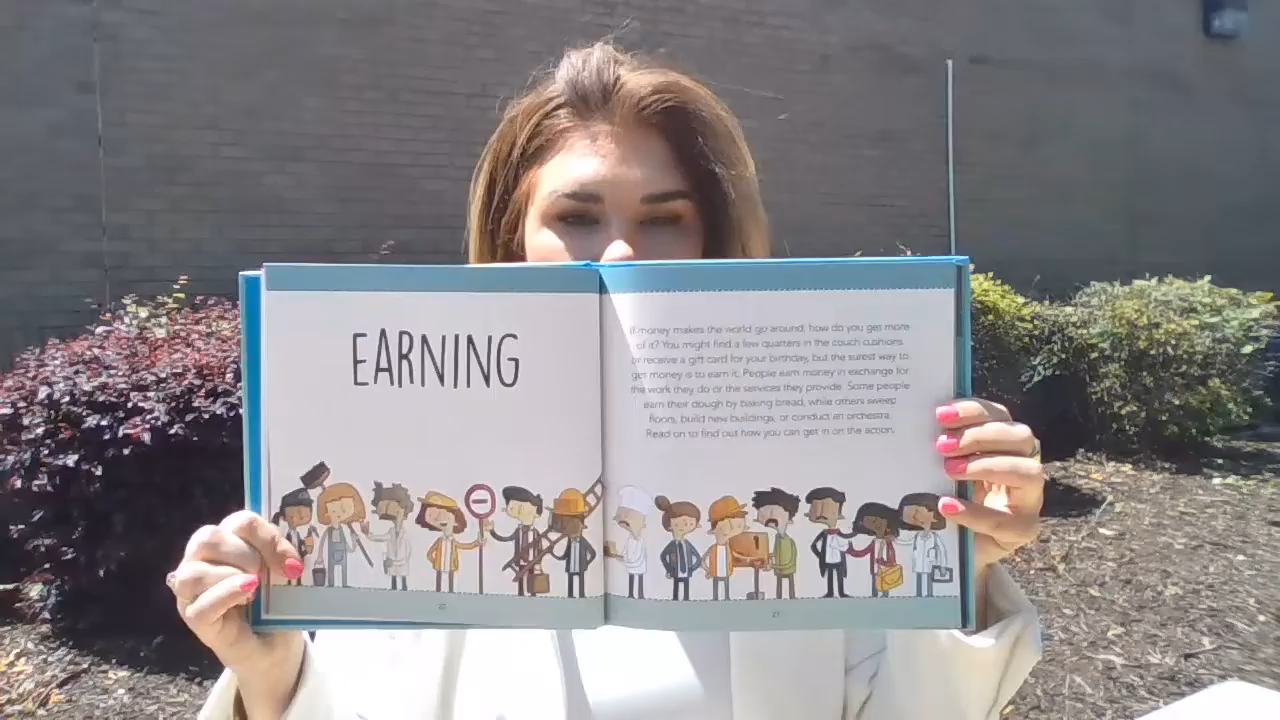 EARNING
If money makes the world go around, how do you get more
of it? You might find a few quarters in the couch cushions
or receive a gift card for your birthday, but the surest way to
get money is to earn it. People earn money in exchange for
the work they do or the services they provide. Some people
earn their dough by baking bread, while others sweep
floors, build new buildings, or conduct an orchestra.
Read on to find out how you can get in on the action.